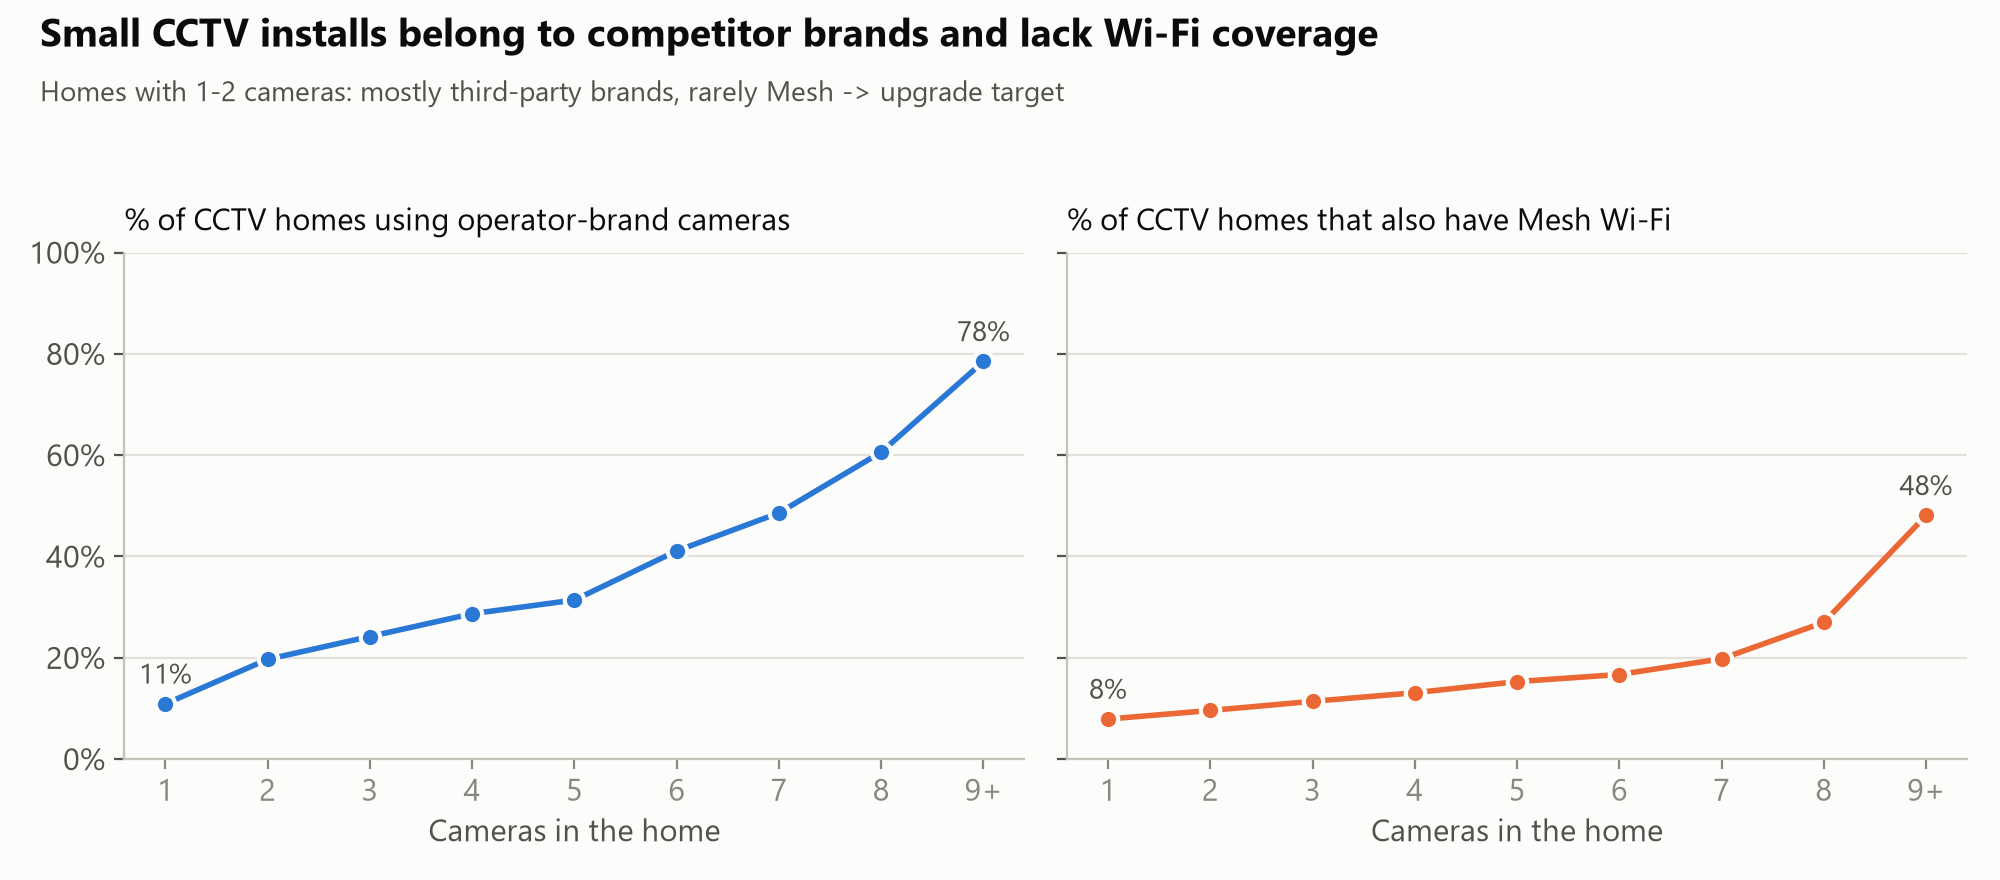 Small CCTV installs belong to competitor brands and lack Wi-Fi coverage
Homes with 1-2 cameras: mostly third-party brands, rarely Mesh -> upgrade target
% of CCTV homes using operator-brand cameras
100%
80%
60%
40%
20%
0%
11%
78%
1 2 3 4 5 6 7 8 9+
Cameras in the home
% of CCTV homes that also have Mesh Wi-Fi
8%
48%
1 2 3 4 5 6 7 8 9+
Cameras in the home